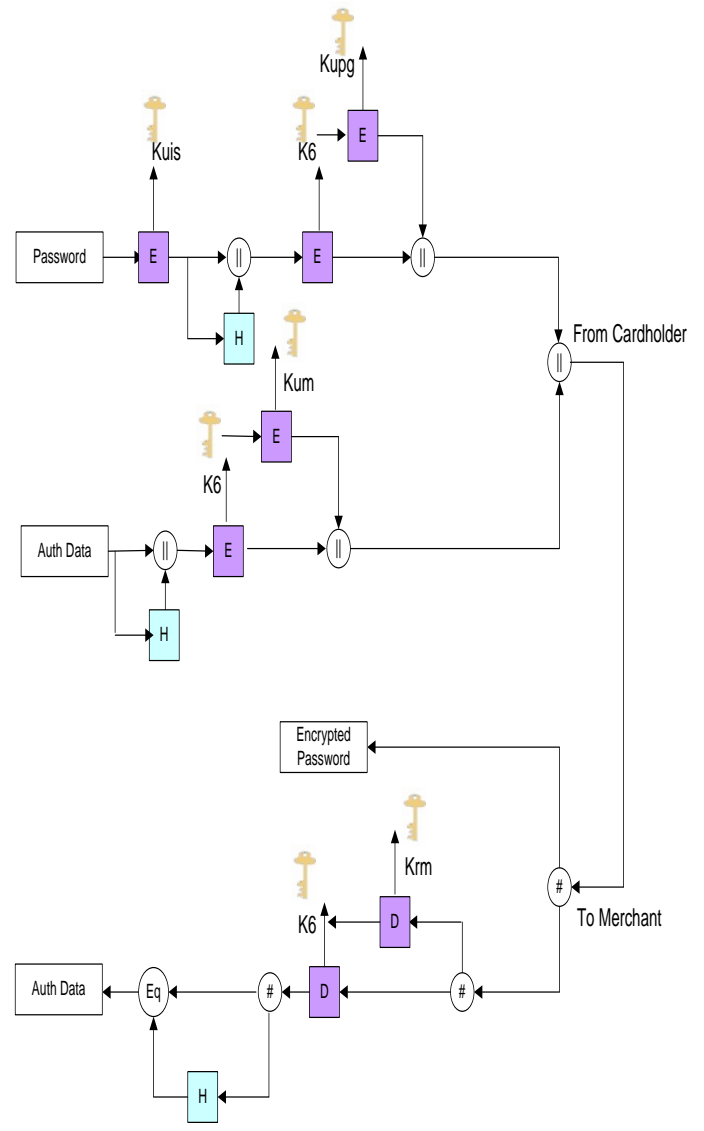 Kupg
E
Kuis
K6
Password
E
||
E
||
H
From Cardholder
||
Kum
E
K6
Auth Data
||
E
||
H
Encrypted
Password
Krm
#
To Merchant
K6
D
Auth Data
Eq
#
D
#
H